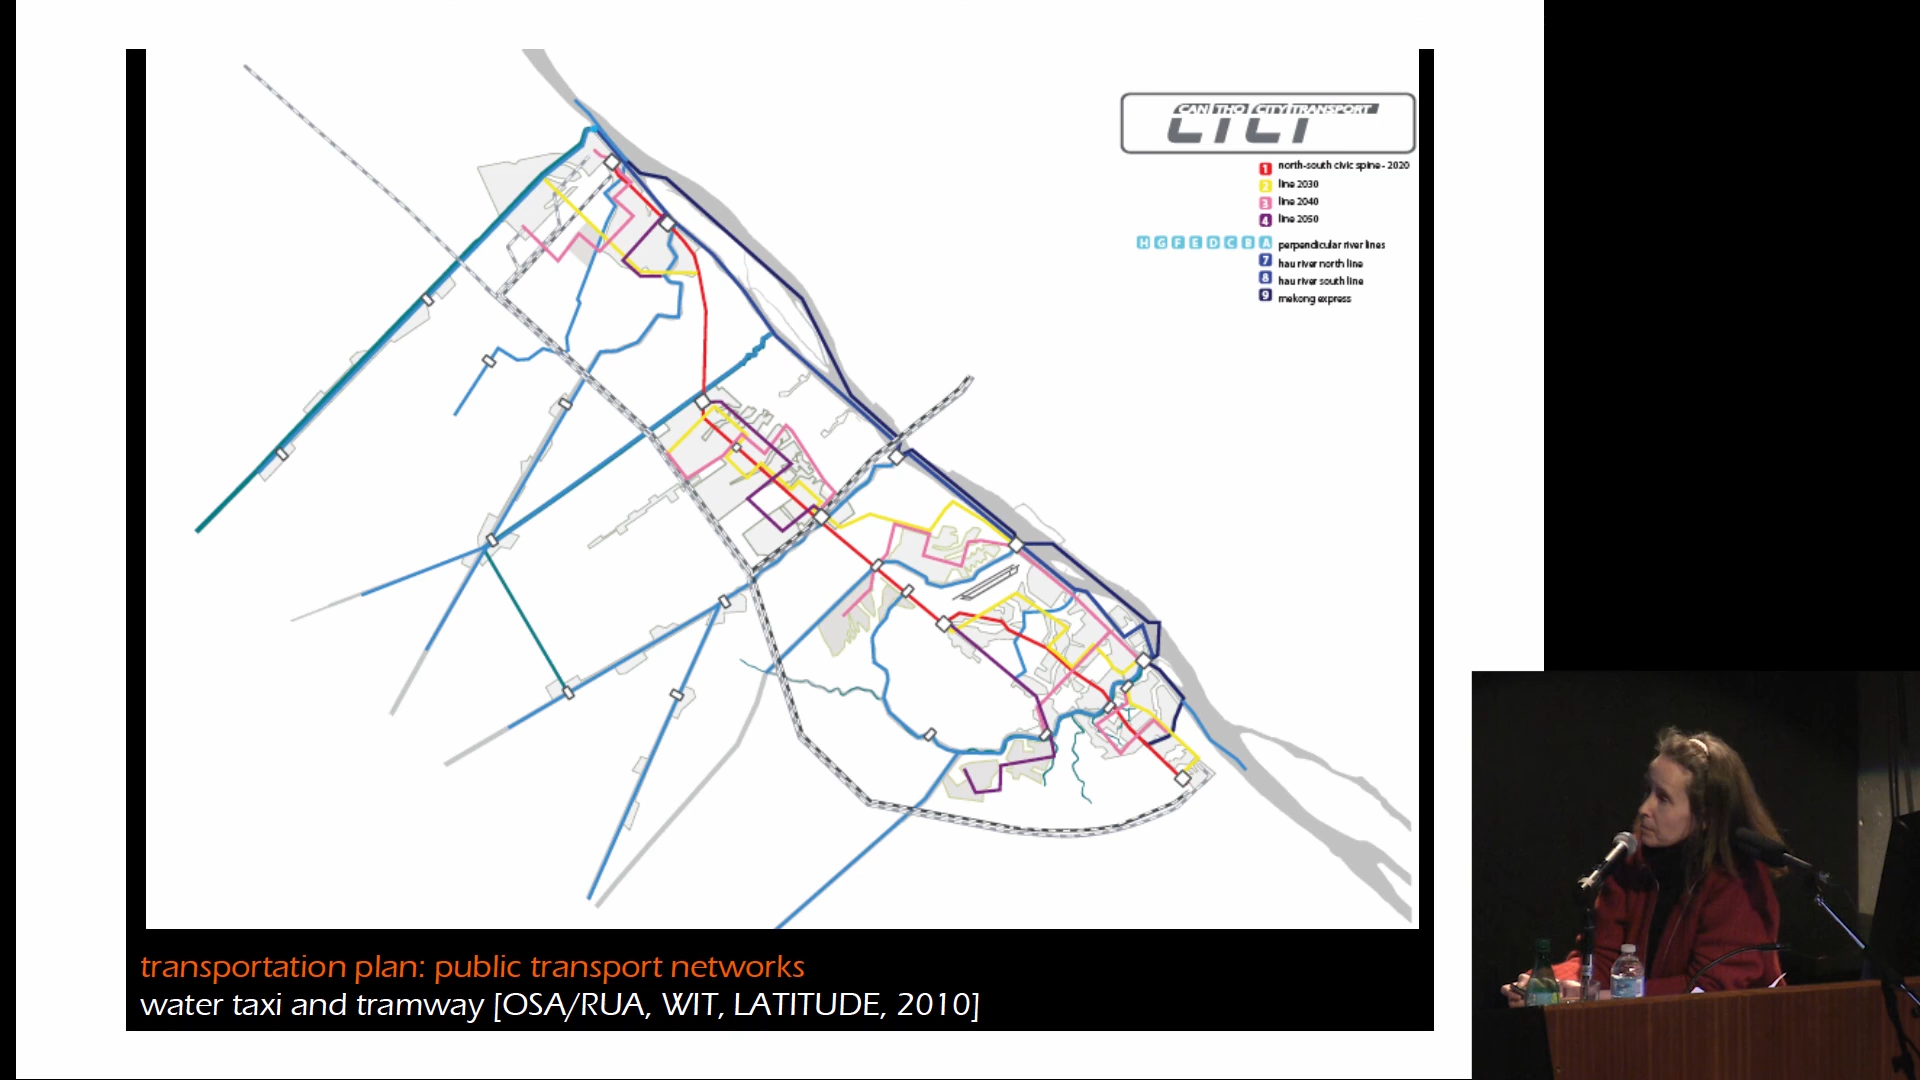 CAN THO CITY TRANSPORT
CTCT
1 north-south civic spine - 2020
2 line 2030
3 line 2040
4 line 2050
H G F E D C B A perpendicular river lines
7 hau river north line
8 hau river south line
9 mekong express
transportation plan: public transport networks
water taxi and tramway [OSA/RUA, WIT, LATITUDE, 2010]